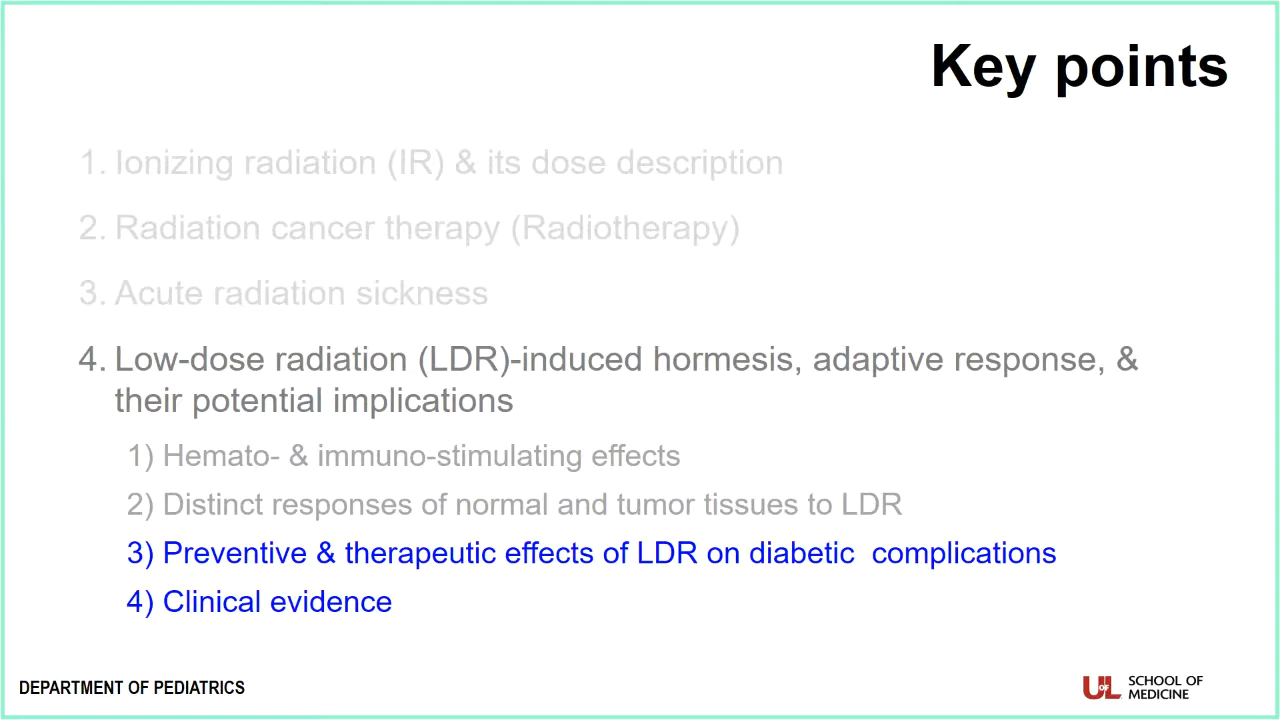 Key points
1. Ionizing radiation (IR) & its dose description
2. Radiation cancer therapy (Radiotherapy)
3. Acute radiation sickness
4. Low-dose radiation (LDR)-induced hormesis, adaptive response, &
their potential implications
1) Hemato- & immuno-stimulating effects
2) Distinct responses of normal and tumor tissues to LDR
3) Preventive & therapeutic effects of LDR on diabetic  complications
4) Clinical evidence
DEPARTMENT OF PEDIATRICS
UofL
SCHOOL OF
MEDICINE